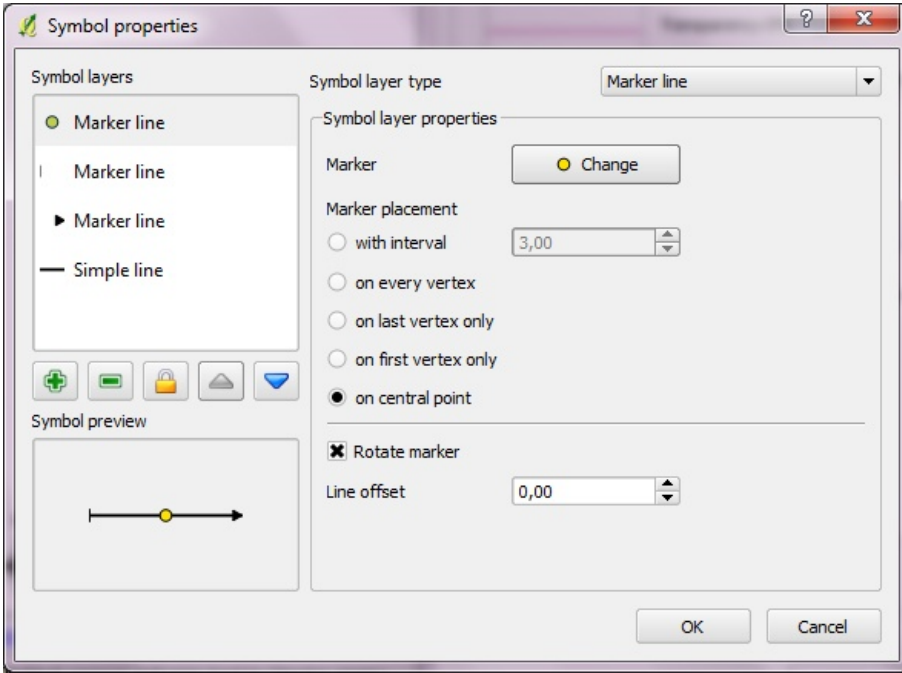 Symbol properties
?
Symbol layers
Marker line
Marker line
Marker line
Simple line
Symbol preview
Symbol layer type
Marker line
Symbol layer properties
Marker
Change
Marker placement
with interval
3,00
on every vertex
on last vertex only
on first vertex only
on central point
Rotate marker
Line offset
0,00
OK
Cancel